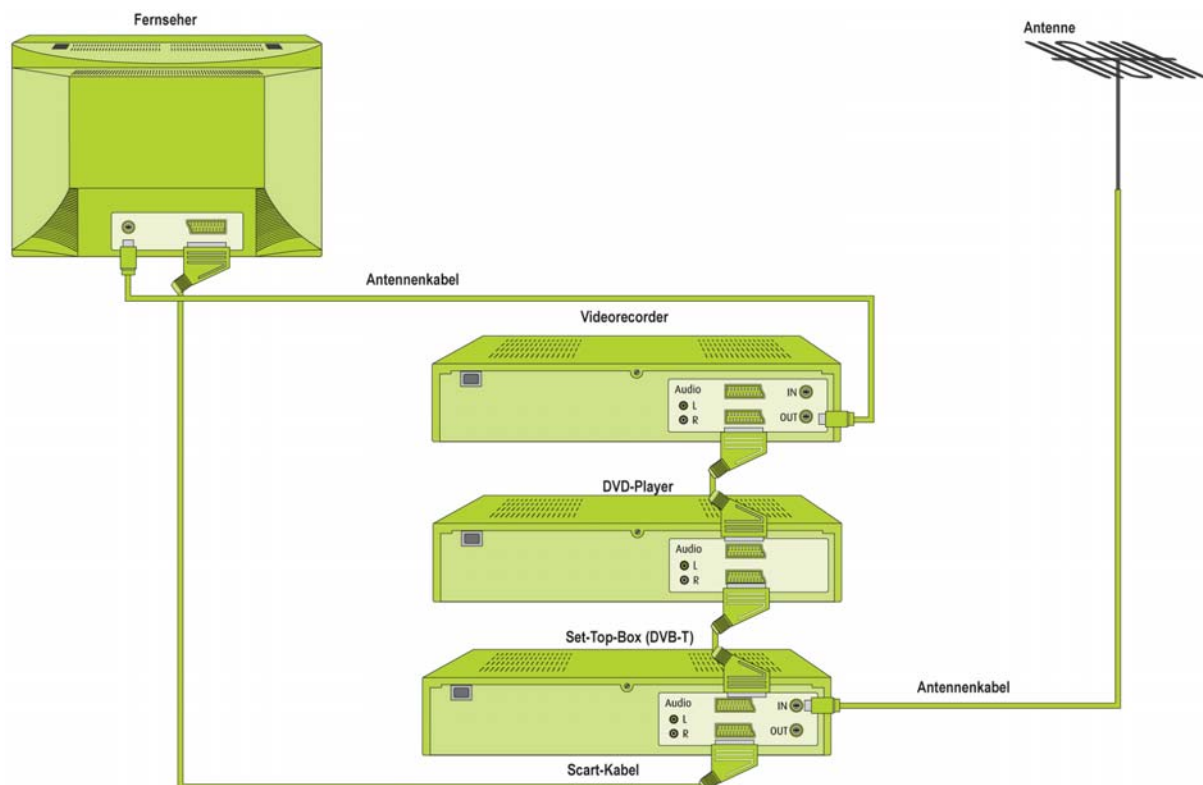 Fernseher
Antenne
Antennenkabel
Videorecorder
Audio
L
R
IN
OUT
DVD-Player
Audio
L
R
Set-Top-Box (DVB-T)
Antennenkabel
Audio
L
R
IN
OUT
Scart-Kabel